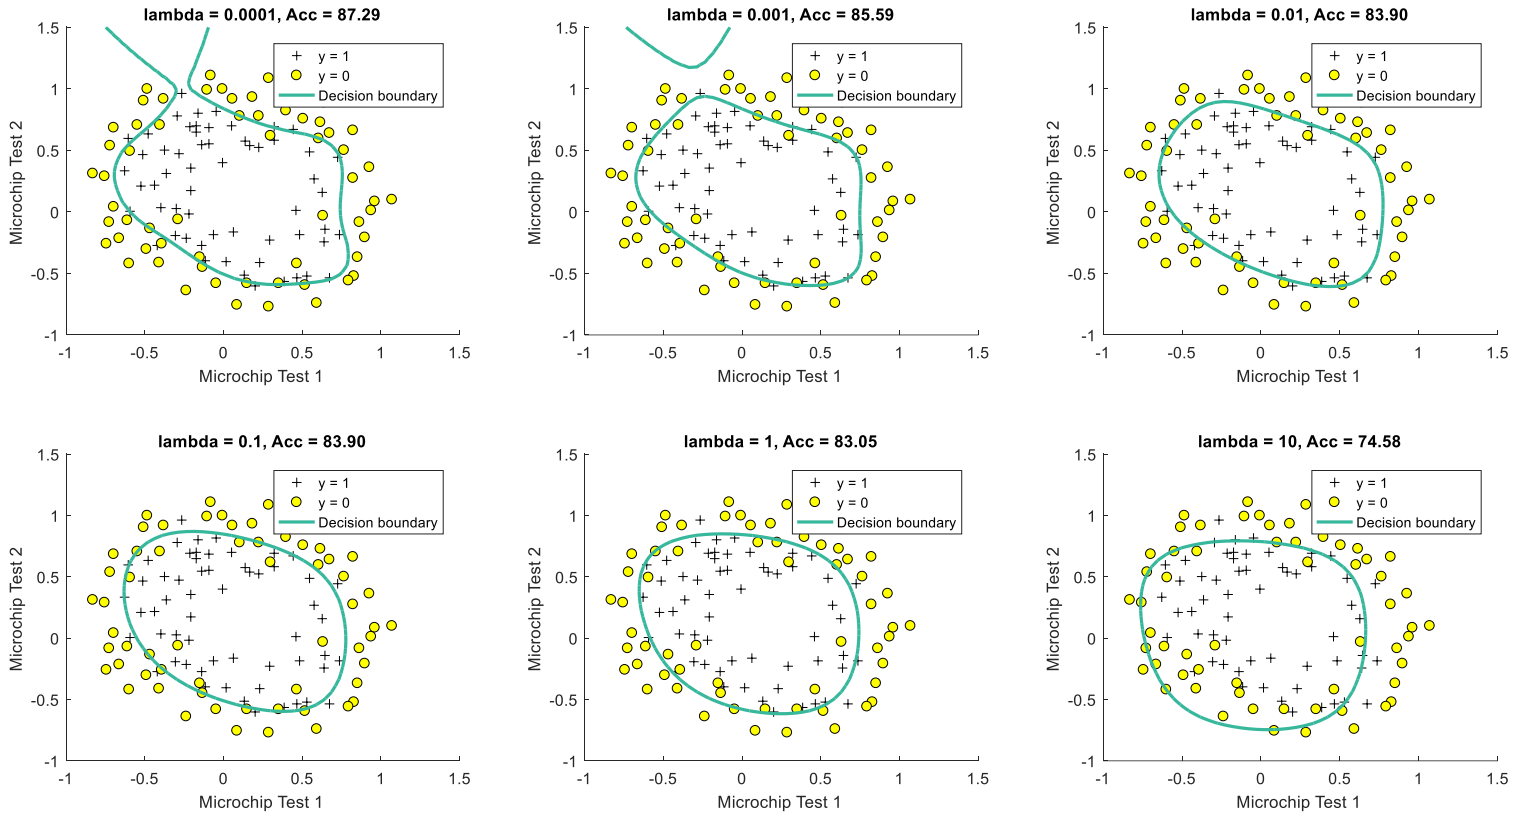 lambda = 0.0001, Acc = 87.29
1.5
1
0.5
0
-0.5
-1
Microchip Test 2
y = 1
y = 0
Decision boundary
-1 -0.5 0 0.5 1 1.5
Microchip Test 1
lambda = 0.001, Acc = 85.59
1.5
1
0.5
0
-0.5
-1
Microchip Test 2
y = 1
y = 0
Decision boundary
-1 -0.5 0 0.5 1 1.5
Microchip Test 1
lambda = 0.01, Acc = 83.90
1.5
1
0.5
0
-0.5
-1
Microchip Test 2
y = 1
y = 0
Decision boundary
-1 -0.5 0 0.5 1 1.5
Microchip Test 1
lambda = 0.1, Acc = 83.90
1.5
1
0.5
0
-0.5
-1
Microchip Test 2
y = 1
y = 0
Decision boundary
-1 -0.5 0 0.5 1 1.5
Microchip Test 1
lambda = 1, Acc = 83.05
1.5
1
0.5
0
-0.5
-1
Microchip Test 2
y = 1
y = 0
Decision boundary
-1 -0.5 0 0.5 1 1.5
Microchip Test 1
lambda = 10, Acc = 74.58
1.5
1
0.5
0
-0.5
-1
Microchip Test 2
y = 1
y = 0
Decision boundary
-1 -0.5 0 0.5 1 1.5
Microchip Test 1